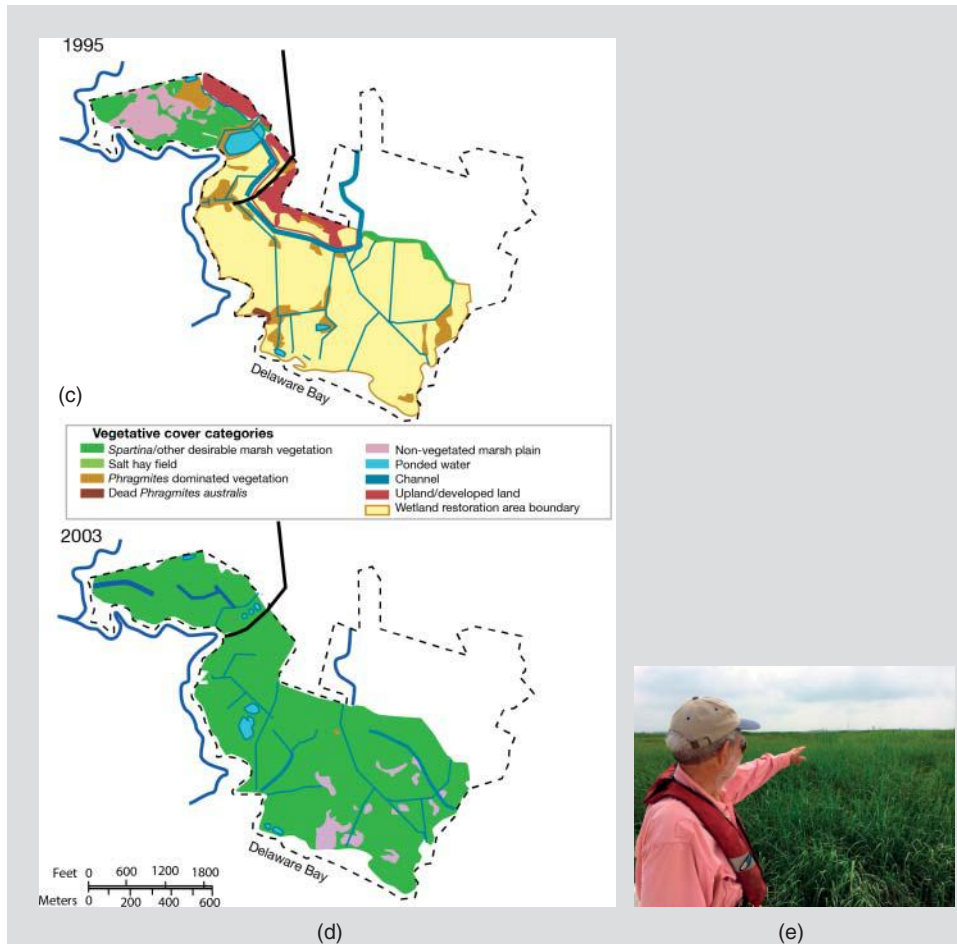 1995
Delaware Bay
(c)
Vegetative cover categories
Spartina/other desirable marsh vegetation
Salt hay field
Phragmites dominated vegetation
Dead Phragmites australis
Non-vegetated marsh plain
Ponded water
Channel
Upland/developed land
Wetland restoration area boundary
2003
Delaware Bay
Feet 0 600 1200 1800
Meters 0 200 400 600
(d)
(e)